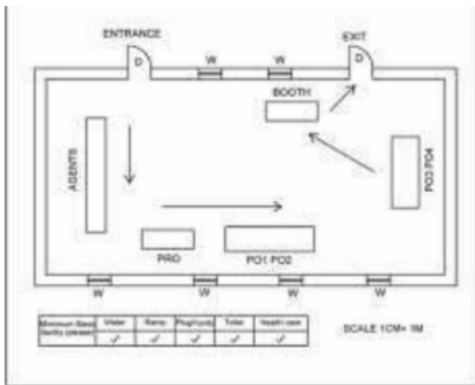 ENTRANCE
EXIT
D
W
W
D
BOOTH
AGENTS
PO3 PO4
PRO
PO1 PO2
W
W
W
W
Water
Ramp
Toilet
SCALE 1CM= 1M